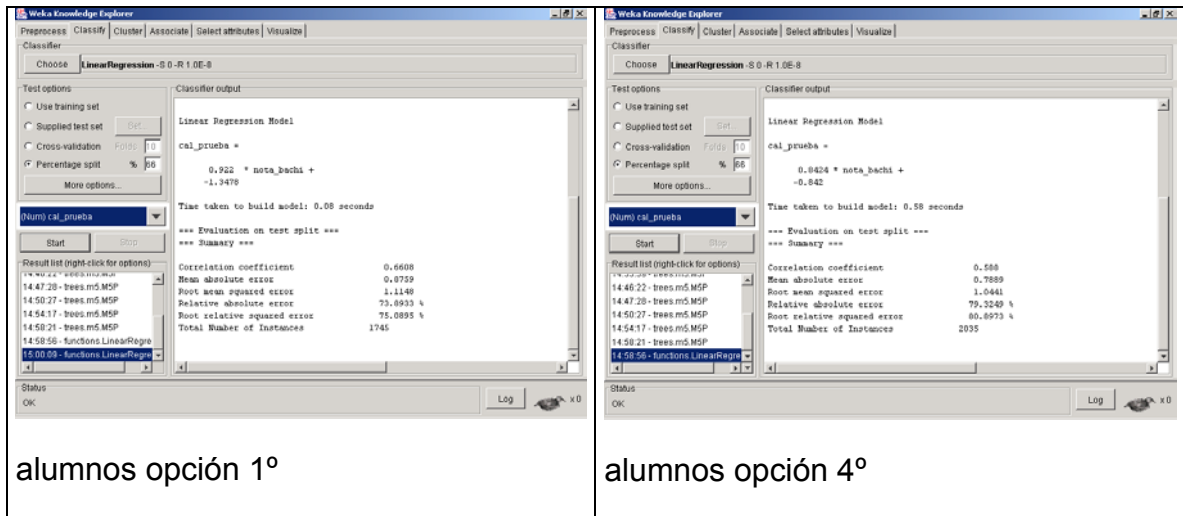 Weka Knowledge Explorer
Preprocess Classify Cluster Associate Select attributes Visualize
Classifier
Choose LinearRegression -S 0 -R 1.0E-8
Test options
Use training set
Supplied test set Set...
Cross-validation Folds 10
Percentage split % 66
More options...
(Num) cal_prueba
Start Stop
Result list (right-click for options)
14:46:22 - trees.m5.M5P
14:47:28 - trees.m5.M5P
14:50:27 - trees.m5.M5P
14:54:17 - trees.m5.M5P
14:58:21 - trees.m5.M5P
14:58:56 - functions.LinearRegre
15:00:09 - functions.LinearRegre
Classifier output
Linear Regression Model
cal_prueba =
0.922 * nota_bachi +
-1.3478
Time taken to build model: 0.08 seconds
=== Evaluation on test split ===
=== Summary ===
Correlation coefficient 0.6608
Mean absolute error 0.8759
Root mean squared error 1.1148
Relative absolute error 73.8933 %
Root relative squared error 75.0895 %
Total Number of Instances 1745
Status
OK
Log x 0
alumnos opción 1º
Weka Knowledge Explorer
Preprocess Classify Cluster Associate Select attributes Visualize
Classifier
Choose LinearRegression -S 0 -R 1.0E-8
Test options
Use training set
Supplied test set Set...
Cross-validation Folds 10
Percentage split % 66
More options...
(Num) cal_prueba
Start Stop
Result list (right-click for options)
trees.m5.M5P
14:46:22 - trees.m5.M5P
14:47:28 - trees.m5.M5P
14:50:27 - trees.m5.M5P
14:54:17 - trees.m5.M5P
14:58:21 - trees.m5.M5P
14:58:56 - functions.LinearRegre
Classifier output
Linear Regression Model
cal_prueba =
0.8424 * nota_bachi +
-0.842
Time taken to build model: 0.58 seconds
=== Evaluation on test split ===
=== Summary ===
Correlation coefficient 0.588
Mean absolute error 0.7889
Root mean squared error 1.0441
Relative absolute error 79.3249 %
Root relative squared error 80.8973 %
Total Number of Instances 2035
Status
OK
Log x 0
alumnos opción 4º